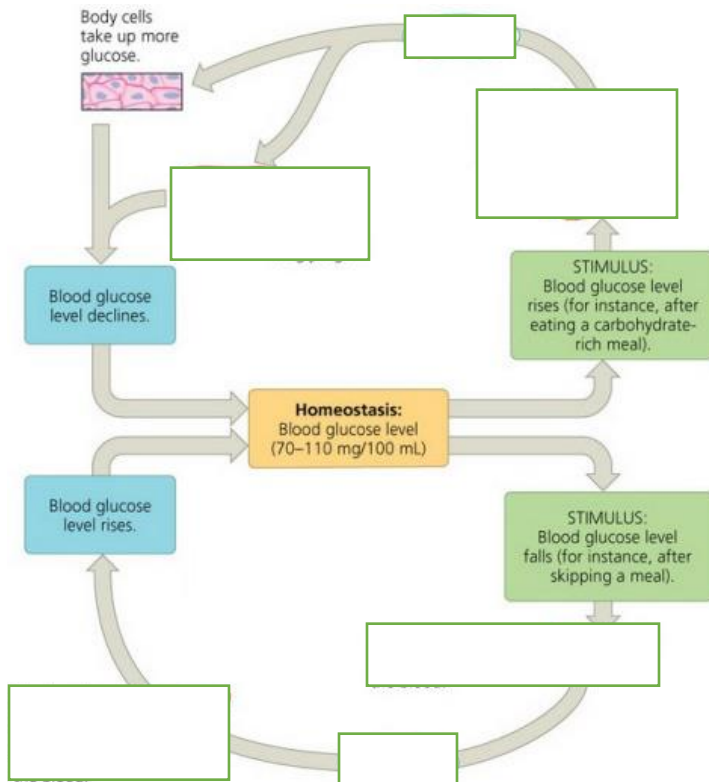 Body cells
take up more
glucose.
Blood glucose
level declines.
STIMULUS:
Blood glucose level
rises (for instance, after
eating a carbohydrate-
rich meal).
Homeostasis:
Blood glucose level
(70–110 mg/100 mL)
Blood glucose
level rises.
STIMULUS:
Blood glucose level
falls (for instance, after
skipping a meal).